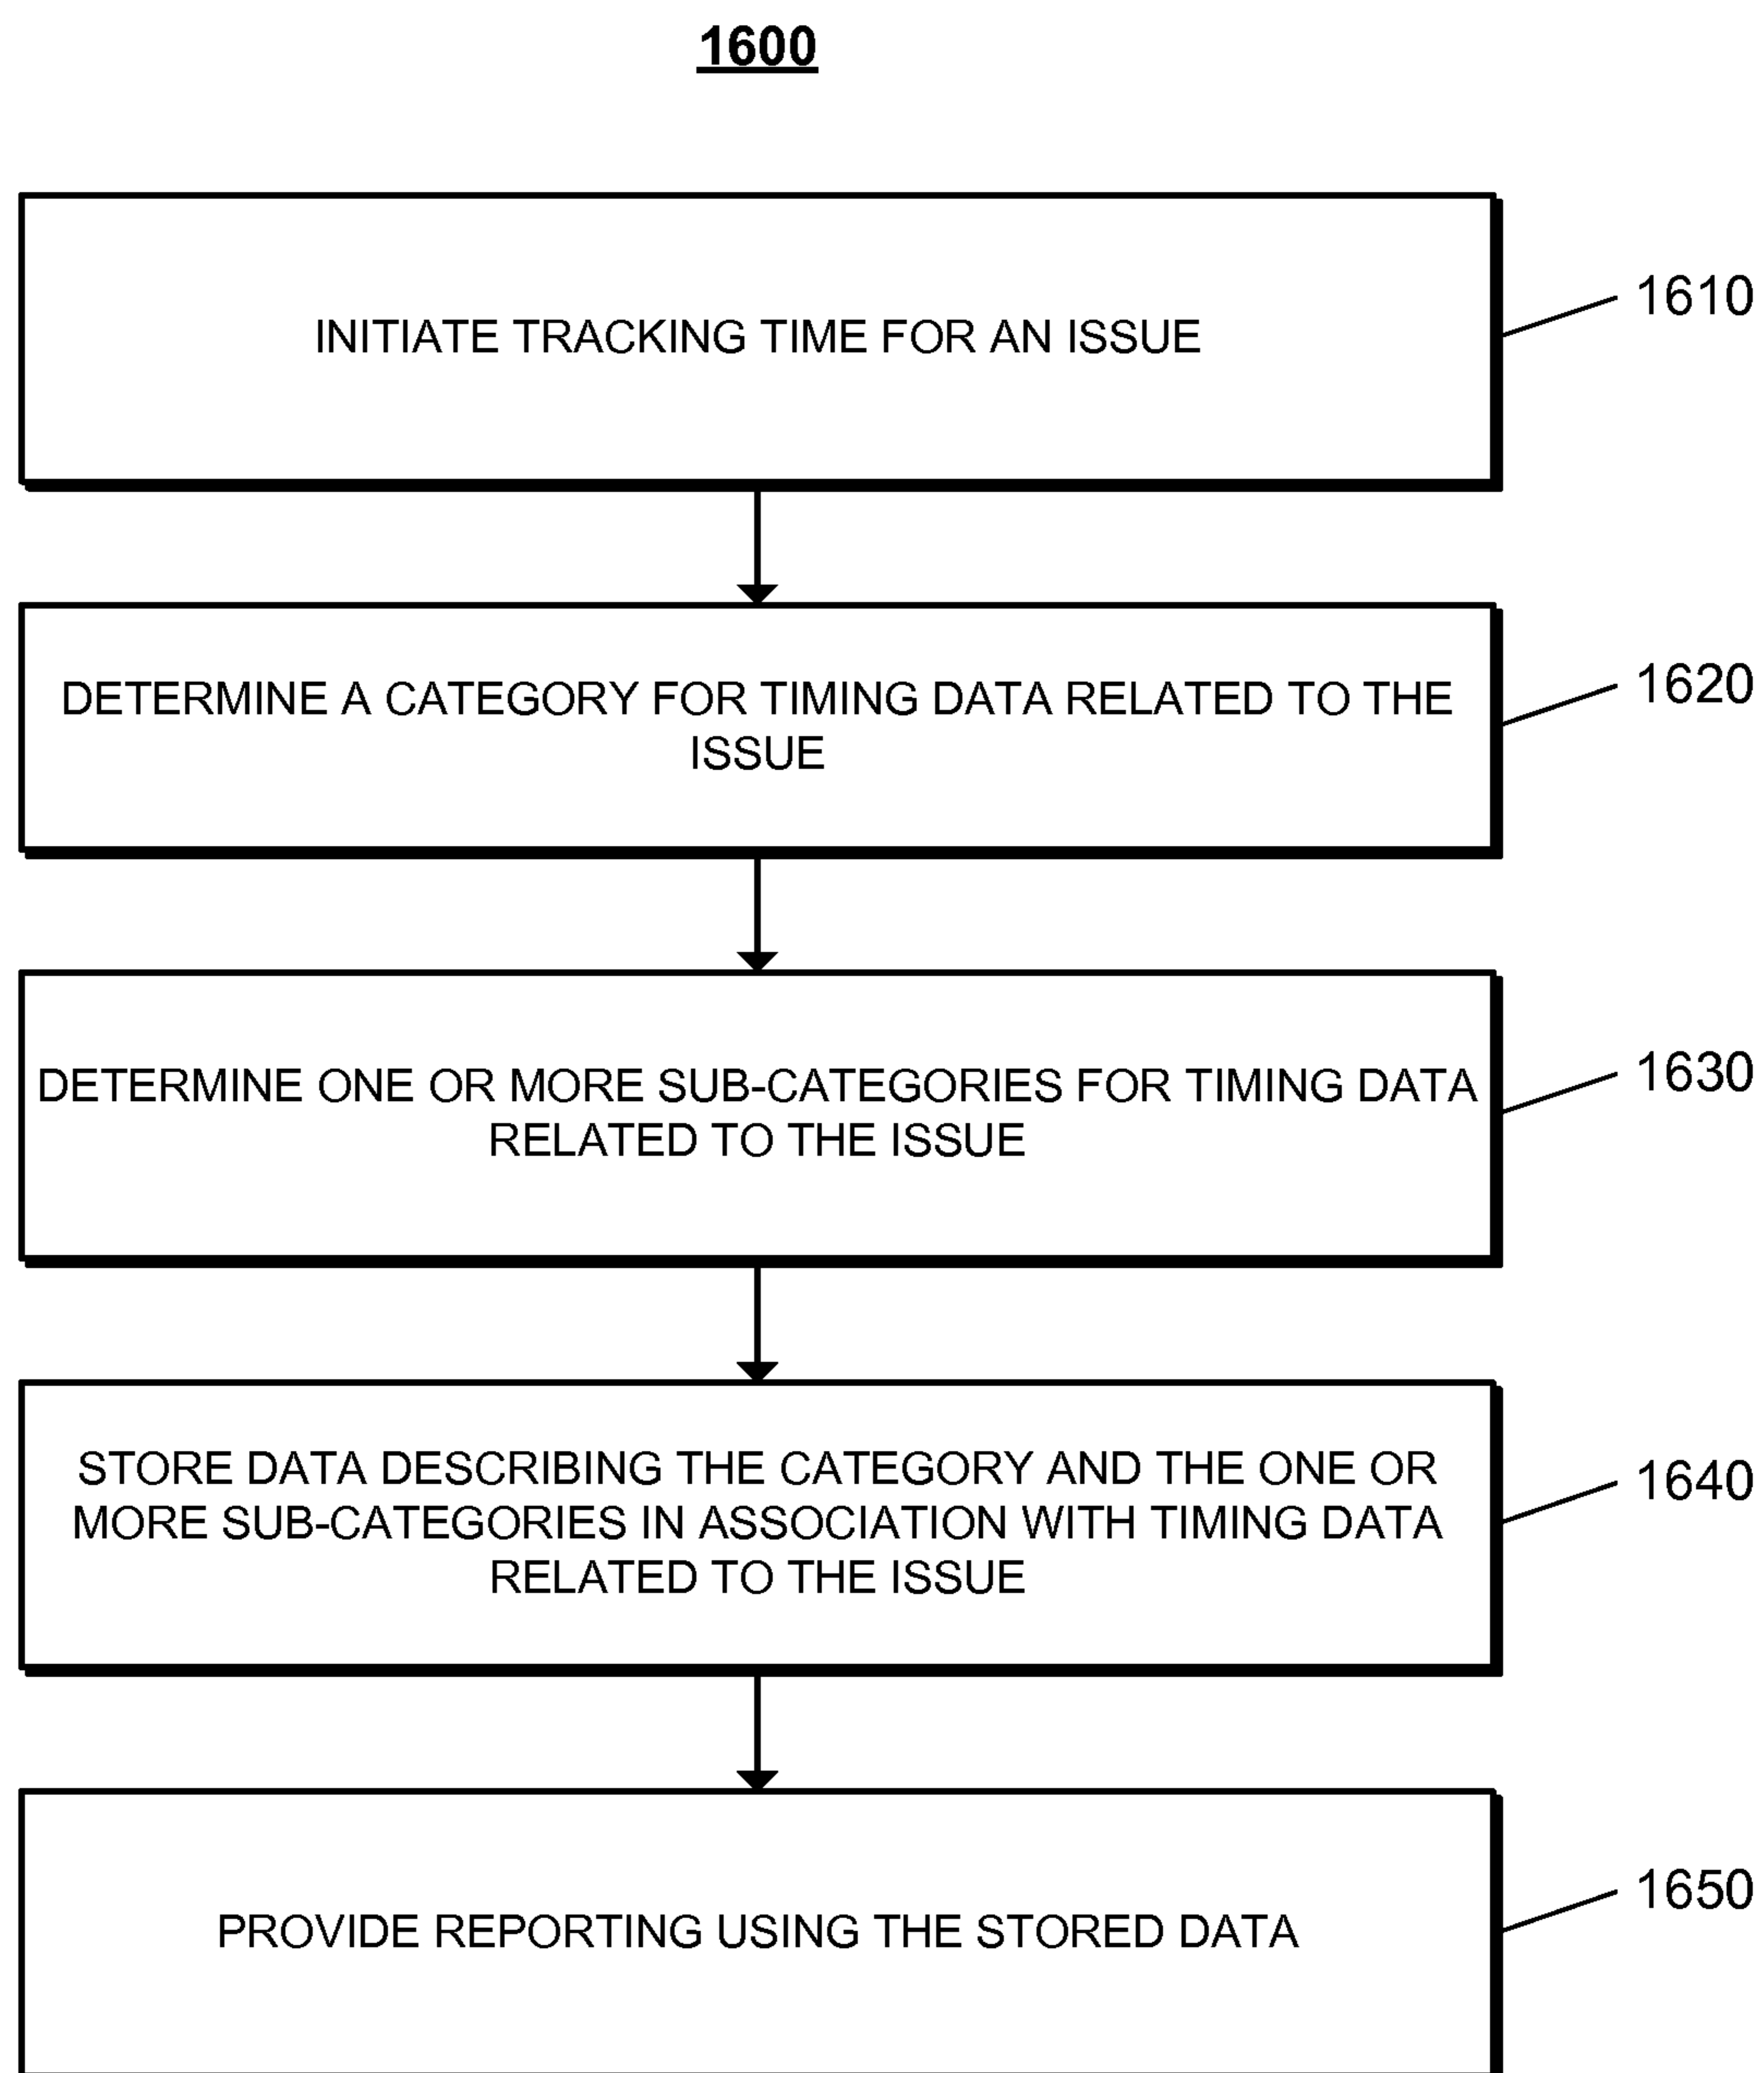 1600
INITIATE TRACKING TIME FOR AN ISSUE
1610
DETERMINE A CATEGORY FOR TIMING DATA RELATED TO THE
ISSUE
1620
DETERMINE ONE OR MORE SUB-CATEGORIES FOR TIMING DATA
RELATED TO THE ISSUE
1630
STORE DATA DESCRIBING THE CATEGORY AND THE ONE OR
MORE SUB-CATEGORIES IN ASSOCIATION WITH TIMING DATA
RELATED TO THE ISSUE
1640
PROVIDE REPORTING USING THE STORED DATA
1650